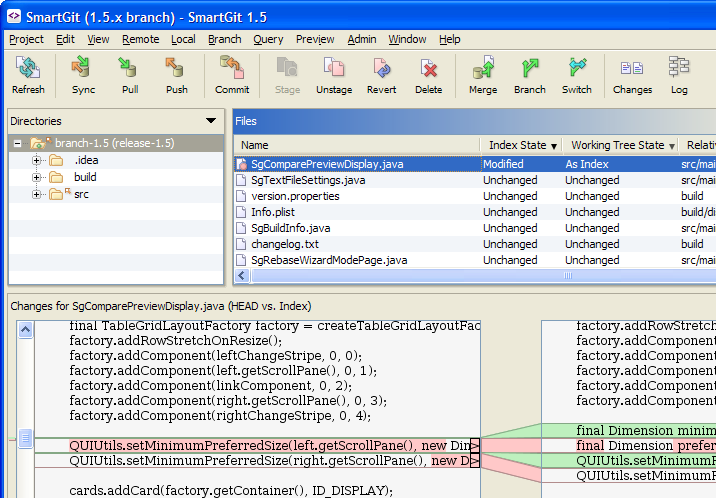 SmartGit (1.5.x branch) - SmartGit 1.5
Project Edit View Remote Local Branch Query Preview Admin Window Help
Refresh Sync Pull Push Commit Stage Unstage Revert Delete Merge Branch Switch Changes Log
Directories
branch-1.5 (release-1.5)
.idea
build
src
Files
Name Index State Working Tree State Relati
SgComparePreviewDisplay.java Modified As Index src/mai
SgTextFileSettings.java Unchanged Unchanged src/mai
version.properties Unchanged Unchanged build
Info.plist Unchanged Unchanged build/di
SgBuildInfo.java Unchanged Unchanged src/mai
changelog.txt Unchanged Unchanged build
SgRebaseWizardModePage.java Unchanged Unchanged src/mai
Changes for SgComparePreviewDisplay.java (HEAD vs. Index)
final TableGridLayoutFactory factory = createTableGridLayoutFac
factory.addRowStretchOnResize();
factory.addComponent(leftChangeStripe, 0, 0);
factory.addComponent(left.getScrollPane(), 0, 1);
factory.addComponent(linkComponent, 0, 2);
factory.addComponent(right.getScrollPane(), 0, 3);
factory.addComponent(rightChangeStripe, 0, 4);
QUIUtils.setMinimumPreferredSize(left.getScrollPane(), new Dim>
QUIUtils.setMinimumPreferredSize(right.getScrollPane(), new D>
cards.addCard(factory.getContainer(), ID_DISPLAY);
factory.addRowStretch
factory.addComponent
factory.addComponent
factory.addComponent
factory.addComponent
factory.addComponent
final Dimension minim
final Dimension prefer
QUIUtils.setMinimumP
QUIUtils.setMinimumP